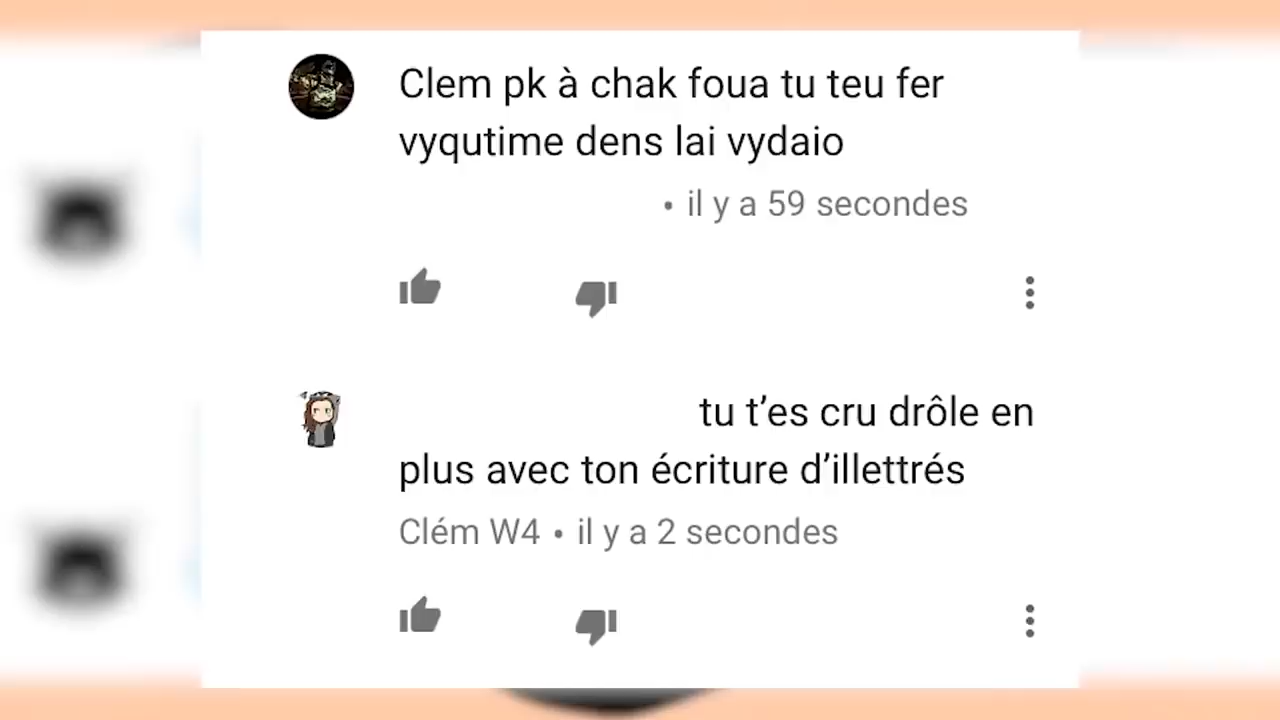 Clem pk à chak foua tu teu fer
vyqutime dens lai vydaio
• il y a 59 secondes
tu t’es cru drôle en
plus avec ton écriture d’illettrés
Clém W4 • il y a 2 secondes